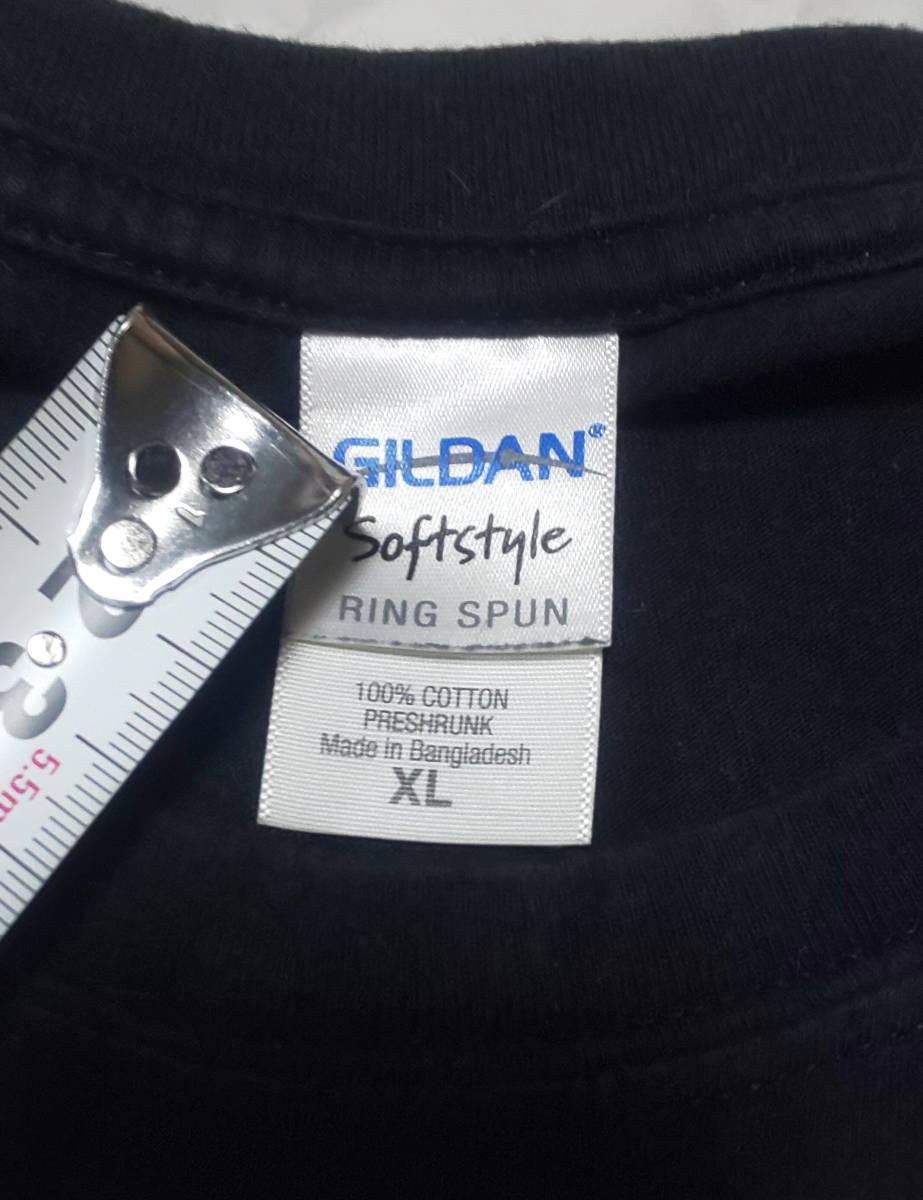 GILDAN®
Softstyle
RING SPUN
100% COTTON
PRESHRUNK
Made in Bangladesh
XL
5.5m